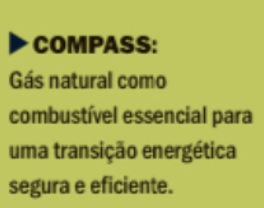 ▶ COMPASS:
Gás natural como
combustível essencial para
uma transição energética
segura e eficiente.